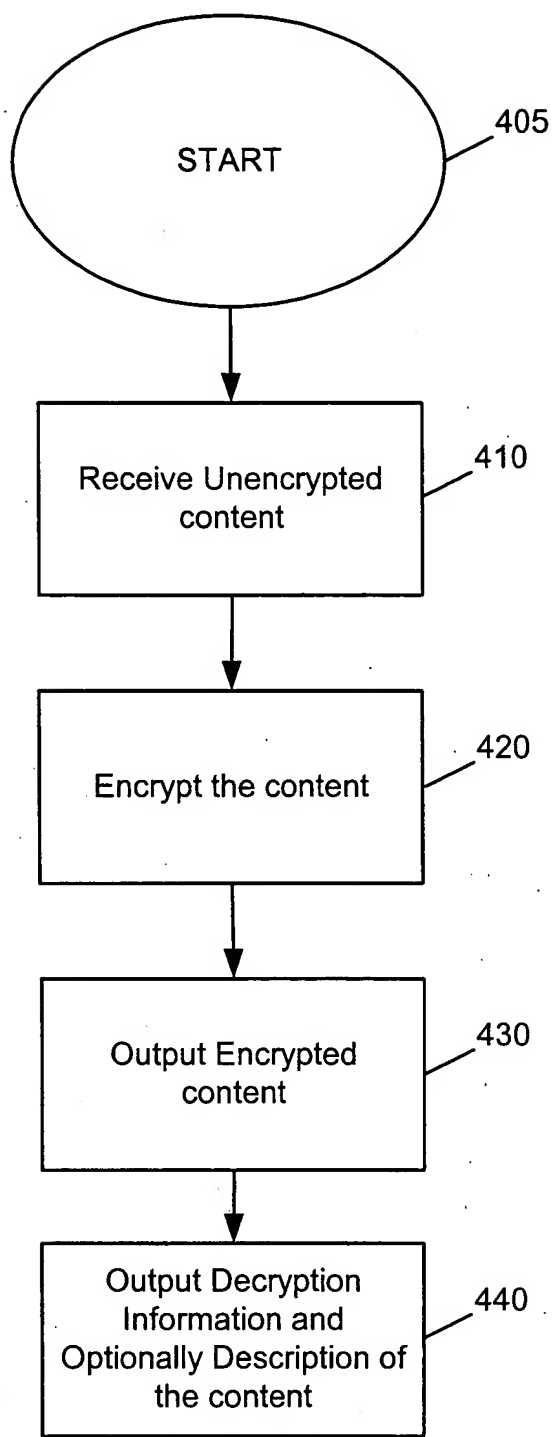 START
405
Receive Unencrypted
content
410
Encrypt the content
420
Output Encrypted
content
430
Output Decryption
Information and
Optionally Description of
the content
440